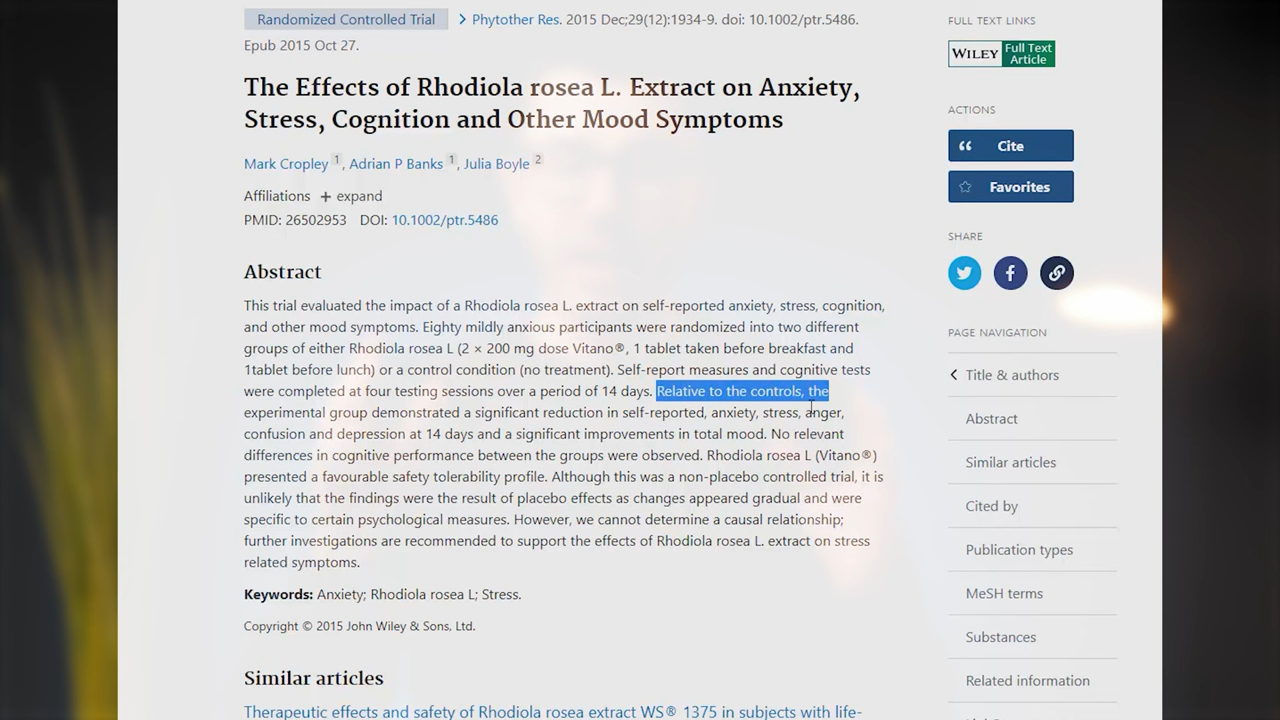 Randomized Controlled Trial > Phytother Res. 2015 Dec;29(12):1934-9. doi: 10.1002/ptr.5486.
Epub 2015 Oct 27.
The Effects of Rhodiola rosea L. Extract on Anxiety,
Stress, Cognition and Other Mood Symptoms
Mark Cropley 1, Adrian P Banks 1, Julia Boyle 2
Affiliations + expand
PMID: 26502953 DOI: 10.1002/ptr.5486
Abstract
This trial evaluated the impact of a Rhodiola rosea L. extract on self-reported anxiety, stress, cognition,
and other mood symptoms. Eighty mildly anxious participants were randomized into two different
groups of either Rhodiola rosea L (2 × 200 mg dose Vitano®, 1 tablet taken before breakfast and
1tablet before lunch) or a control condition (no treatment). Self-report measures and cognitive tests
were completed at four testing sessions over a period of 14 days. Relative to the controls, the
experimental group demonstrated a significant reduction in self-reported, anxiety, stress, anger,
confusion and depression at 14 days and a significant improvements in total mood. No relevant
differences in cognitive performance between the groups were observed. Rhodiola rosea L (Vitano®)
presented a favourable safety tolerability profile. Although this was a non-placebo controlled trial, it is
unlikely that the findings were the result of placebo effects as changes appeared gradual and were
specific to certain psychological measures. However, we cannot determine a causal relationship;
further investigations are recommended to support the effects of Rhodiola rosea L. extract on stress
related symptoms.
Keywords: Anxiety; Rhodiola rosea L; Stress.
Copyright © 2015 John Wiley & Sons, Ltd.
Similar articles
Therapeutic effects and safety of Rhodiola rosea extract WS® 1375 in subjects with life-
FULL TEXT LINKS
WILEY Full Text
Article
ACTIONS
Cite
Favorites
SHARE
PAGE NAVIGATION
Title & authors
Abstract
Similar articles
Cited by
Publication types
MeSH terms
Substances
Related information